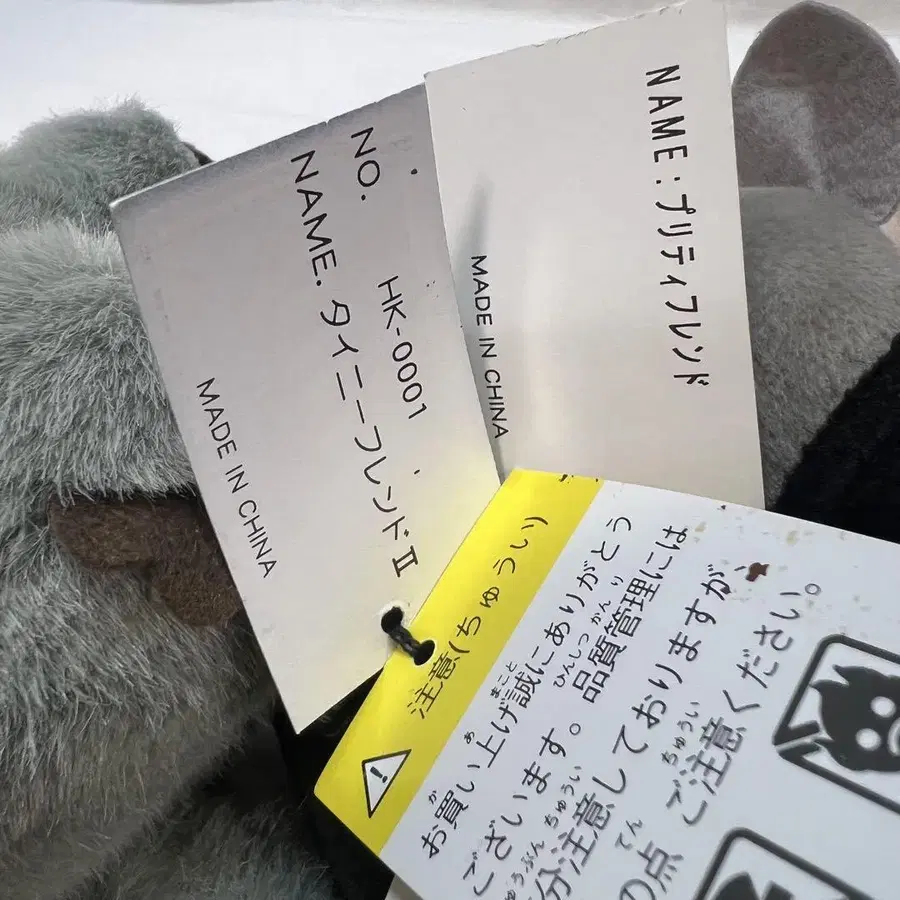 NO. HK-0001
NAME. タイニーフレンドⅡ
MADE IN CHINA
NAME:プリティフレンド
MADE IN CHINA
注意(ちゅうい)
お買い上げ誠にありがとう
ございます。品質管理には
分注意しておりますが、
の点ご注意ください。